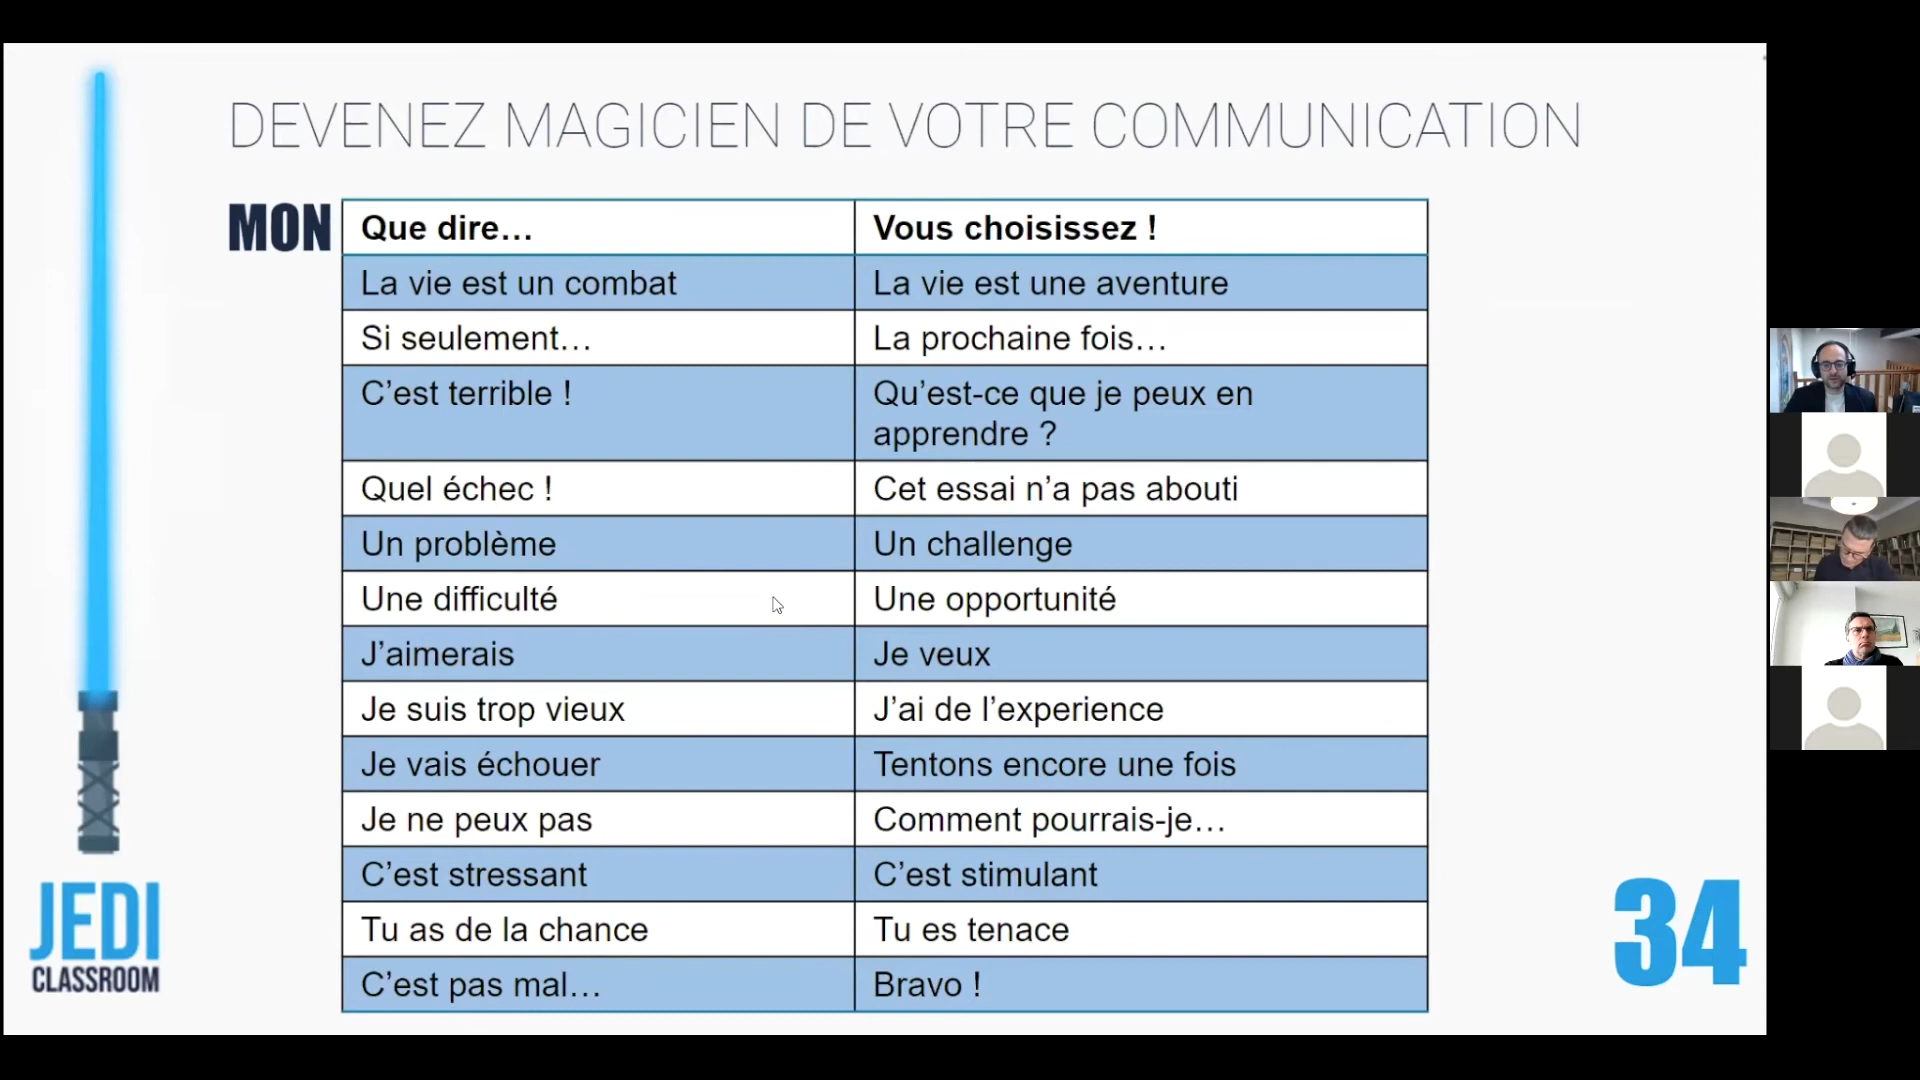 DEVENEZ MAGICIEN DE VOTRE COMMUNICATION
MON
Que dire… Vous choisissez !
La vie est un combat La vie est une aventure
Si seulement… La prochaine fois…
C’est terrible ! Qu’est-ce que je peux en
apprendre ?
Quel échec ! Cet essai n’a pas abouti
Un problème Un challenge
Une difficulté Une opportunité
J’aimerais Je veux
Je suis trop vieux J’ai de l’experience
Je vais échouer Tentons encore une fois
Je ne peux pas Comment pourrais-je…
C’est stressant C’est stimulant
Tu as de la chance Tu es tenace
C’est pas mal… Bravo !
JEDI
CLASSROOM
34